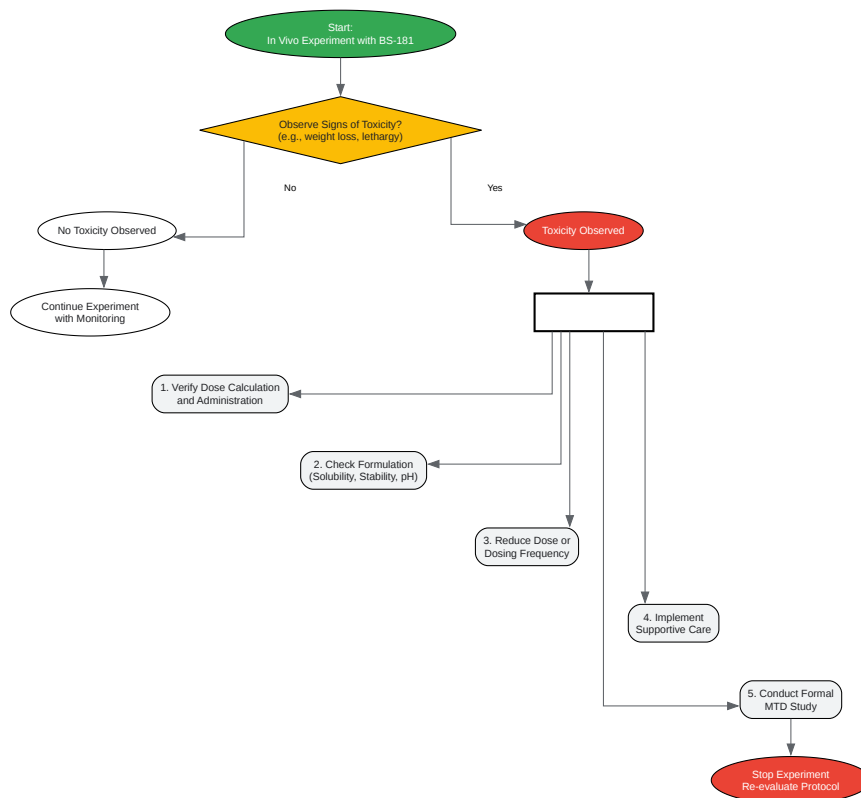 Start:
In Vivo Experiment with BS-181
Observe Signs of Toxicity?
(e.g., weight loss, lethargy)
No
Yes
No Toxicity Observed
Toxicity Observed
Continue Experiment
with Monitoring
1. Verify Dose Calculation
and Administration
2. Check Formulation
(Solubility, Stability, pH)
3. Reduce Dose or
Dosing Frequency
4. Implement
Supportive Care
5. Conduct Formal
MTD Study
Stop Experiment
Re-evaluate Protocol